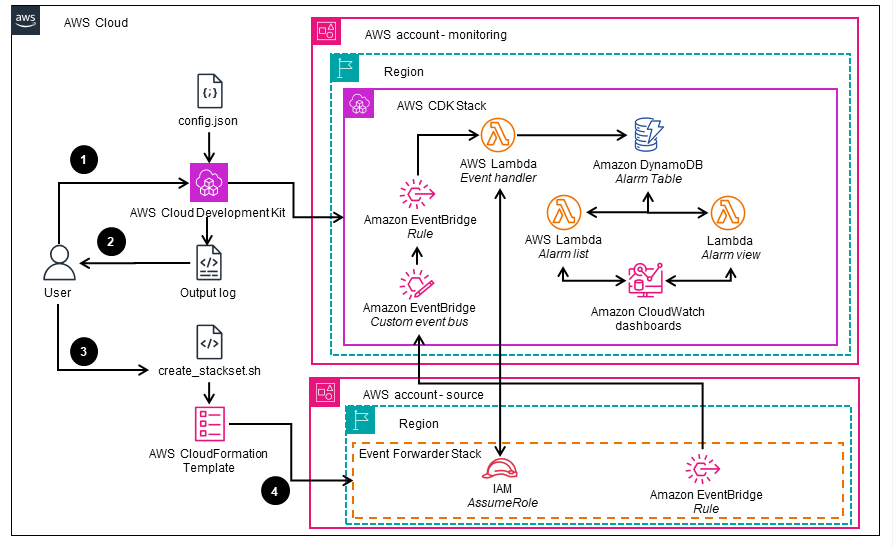 aws
AWS Cloud
AWS account - monitoring
Region
AWS CDK Stack
{;}
config.json
1
AWS Cloud Development Kit
2
</>
Output log
User
3
</>
create_stackset.sh
AWS CloudFormation
Template
4
AWS Lambda
Event handler
Amazon DynamoDB
Alarm Table
Amazon EventBridge
Rule
AWS Lambda
Alarm list
Lambda
Alarm view
Amazon EventBridge
Custom event bus
Amazon CloudWatch
dashboards
AWS account - source
Region
Event Forwarder Stack
IAM
AssumeRole
Amazon EventBridge
Rule